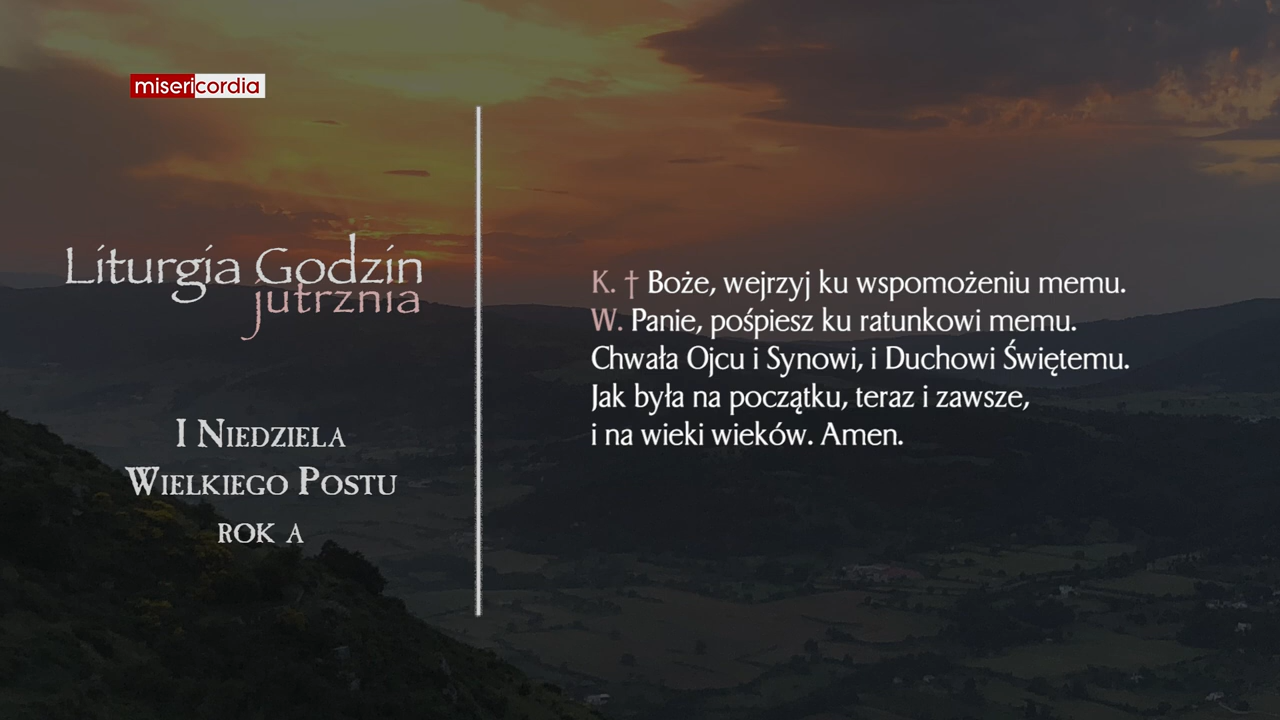 misericordia
Liturgia Godzin
jutrznia
I Niedziela
Wielkiego Postu
rok a
K. † Boże, wejrzyj ku wspomożeniu memu.
W. Panie, pośpiesz ku ratunkowi memu.
Chwała Ojcu i Synowi, i Duchowi Świętemu.
Jak była na początku, teraz i zawsze,
i na wieki wieków. Amen.